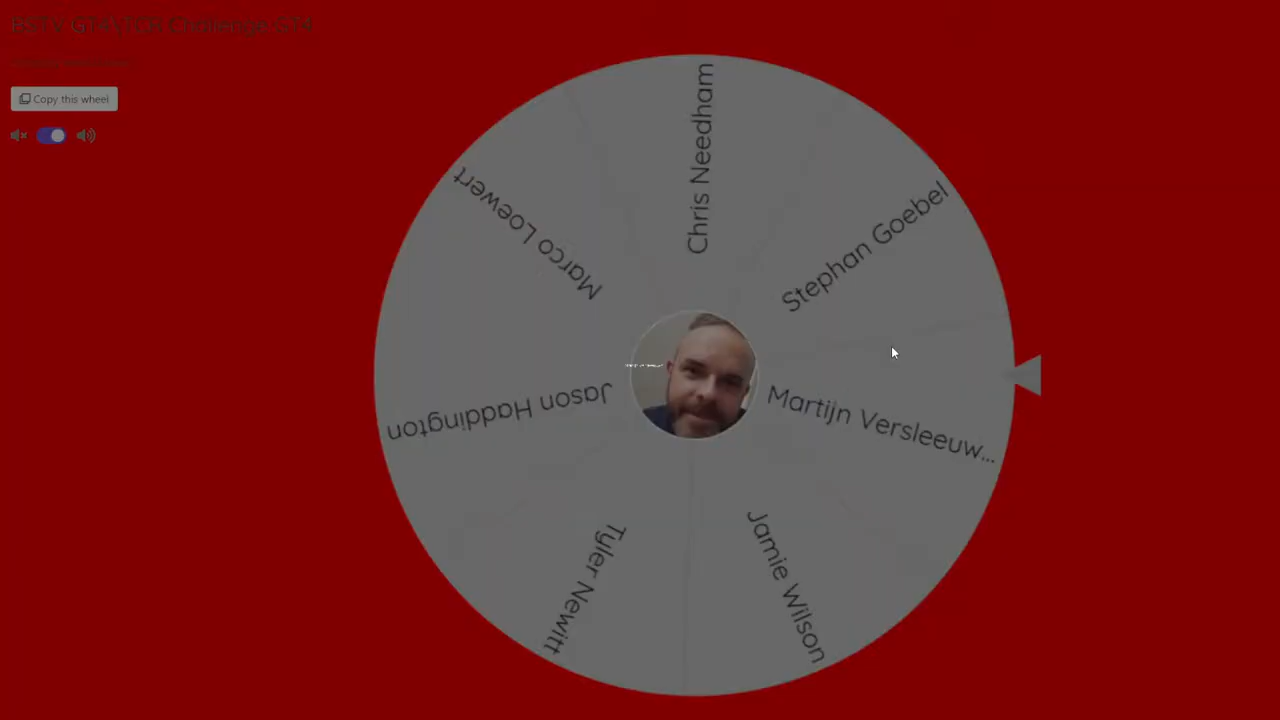 BSTV GT4\TCR Challenge GT4
Copy this wheel
Chris Needham
Stephan Goebel
Martijn Versleeuw...
Jamie Wilson
Tyler Newitt
Jason Haddington
Marco Loewert